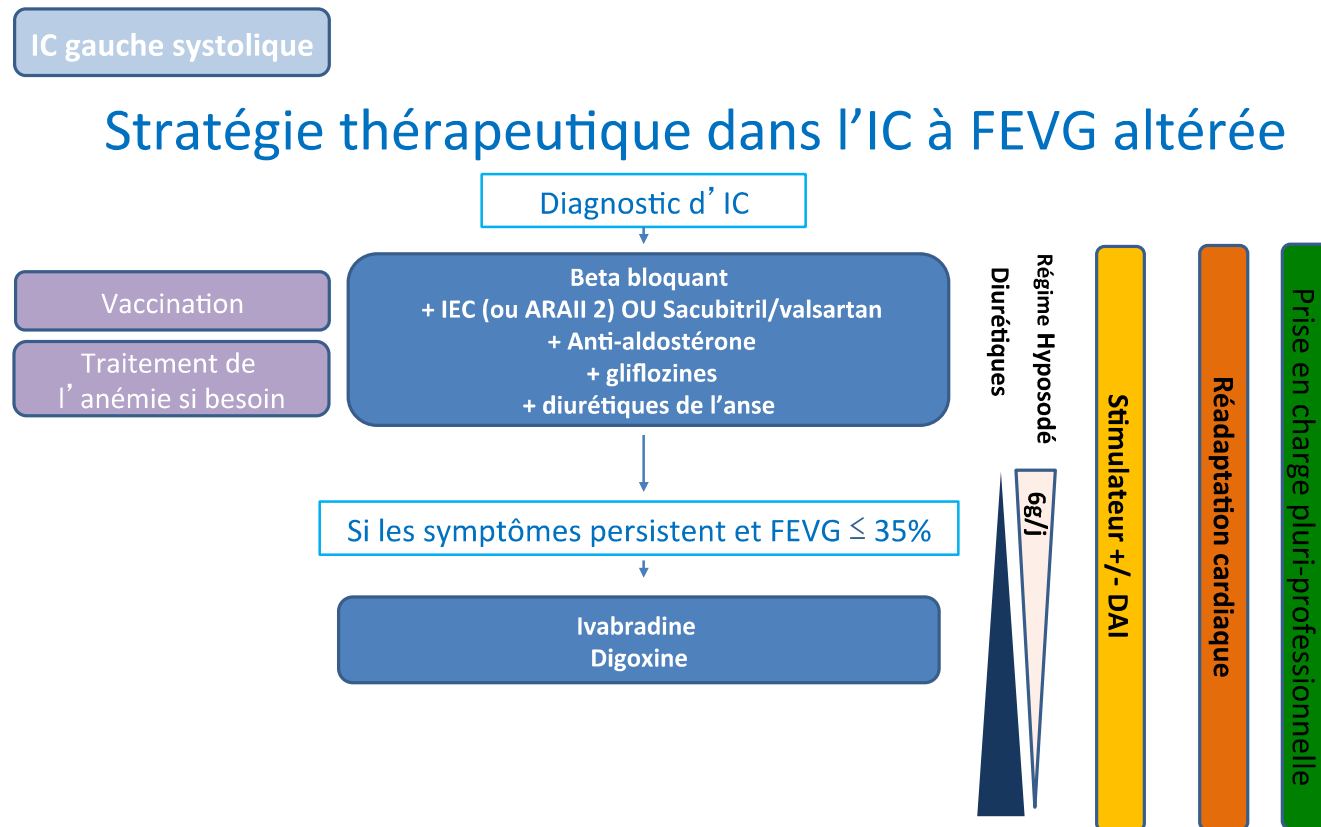 IC gauche systolique
Stratégie thérapeutique dans l’IC à FEVG altérée
Diagnostic d’ IC
Vaccination
Traitement de
l’ anémie si besoin
Beta bloquant
+ IEC (ou ARAII 2) OU Sacubitril/valsartan
+ Anti-aldostérone
+ gliflozines
+ diurétiques de l’anse
Si les symptômes persistent et FEVG ≤ 35%
Ivabradine
Digoxine
Diurétiques
Régime Hyposodé
6g/j
Stimulateur +/- DAI
Réadaptation cardiaque
Prise en charge pluri-professionnelle